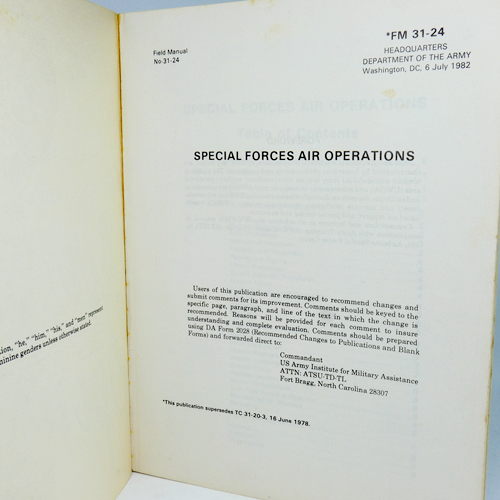 tion, "he," "him," "his," and "men" represent
minine genders unless otherwise stated.
Field Manual
No·31-24
*FM 31-24
HEADQUARTERS
DEPARTMENT OF THE ARMY
Washington, DC, 6 July 1982
SPECIAL FORCES AIR OPERATIONS
Users of this publication are encouraged to recommend changes and
submit comments for its improvement. Comments should be keyed to the
specific page, paragraph, and line of the text in which the change is
recommended. Reasons will be provided for each comment to insure
understanding and complete evaluation. Comments should be prepared
using DA Form 2028 (Recommended Changes to Publications and Blank
Forms) and forwarded direct to:
Commandant
US Army Institute for Military Assistance
ATTN: ATSU-TD-TL
Fort Bragg, North Carolina 28307
*This publication supersedes TC 31-20-3, 16 June 1978.